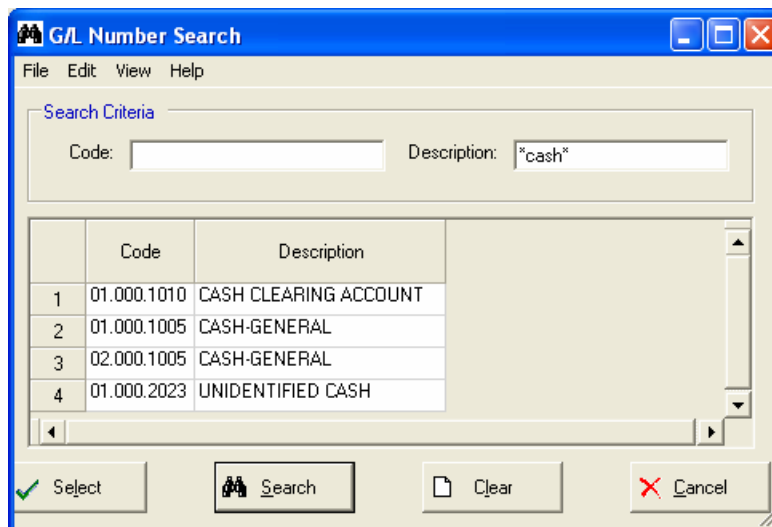 G/L Number Search
File Edit View Help
Search Criteria
Code: Description: *cash*
Code Description
1 01.000.1010 CASH CLEARING ACCOUNT
2 01.000.1005 CASH-GENERAL
3 02.000.1005 CASH-GENERAL
4 01.000.2023 UNIDENTIFIED CASH
Select Search Clear Cancel